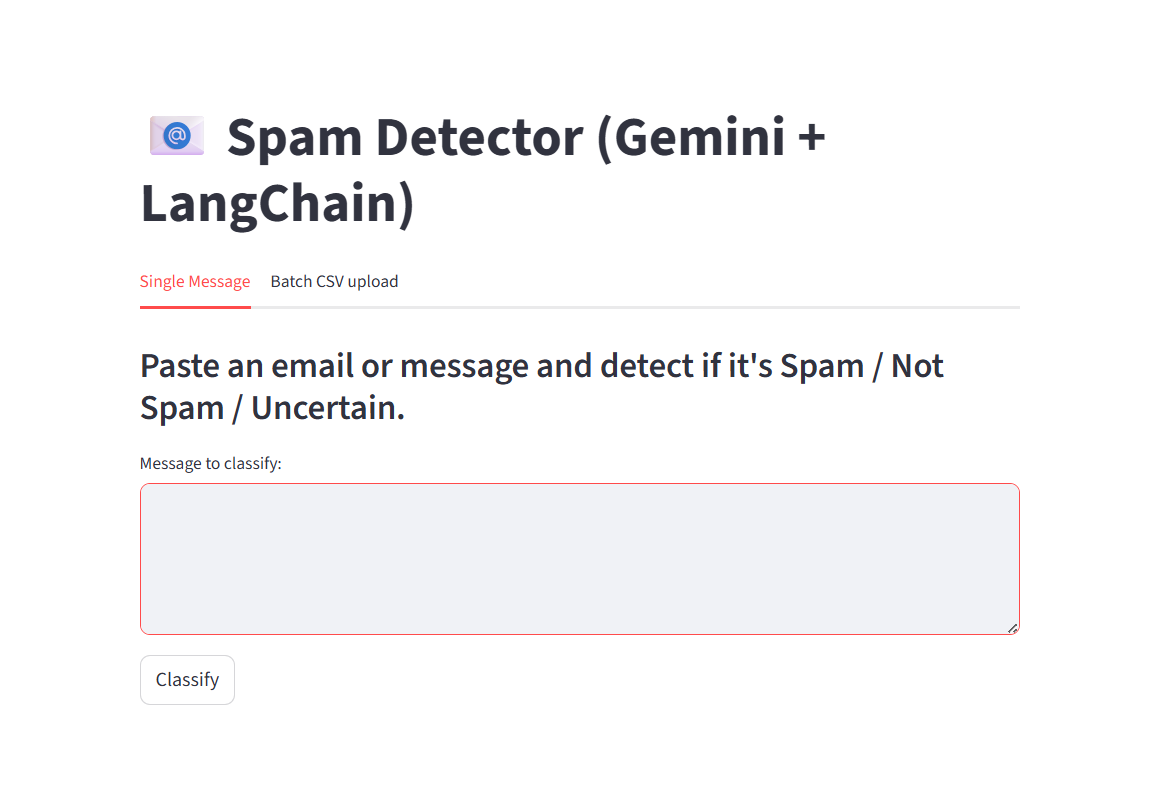 Spam Detector (Gemini +
LangChain)
Single Message Batch CSV upload
Paste an email or message and detect if it's Spam / Not
Spam / Uncertain.
Message to classify:
Classify